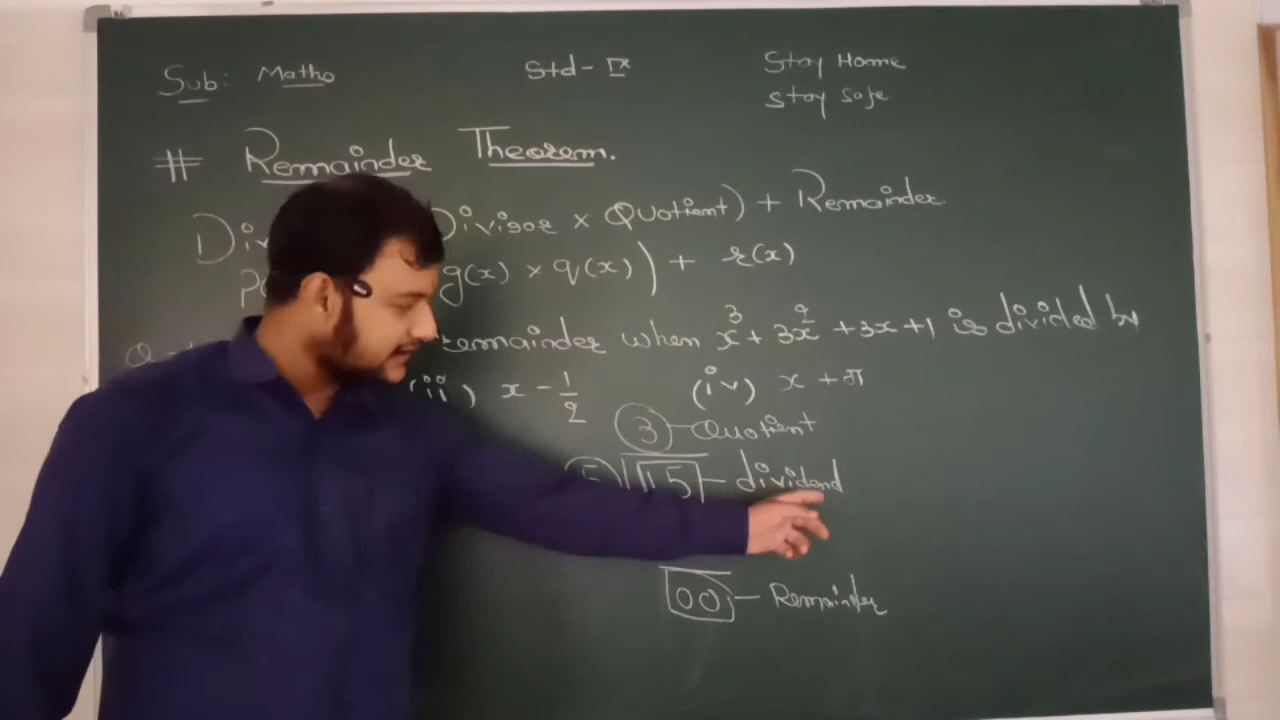 Sub: Maths
Std - IX
Stay Home
Stay safe
# Remainder Theorem.
Div Divisor × Quotient) + Remainder
g(x) × q(x)) + r(x)
remainder when x³ + 3x² + 3x + 1 is divided by
(ii) x - 1/2
(iv) x + π
3 - Quotient
5 15 - dividend
00 - Remainder